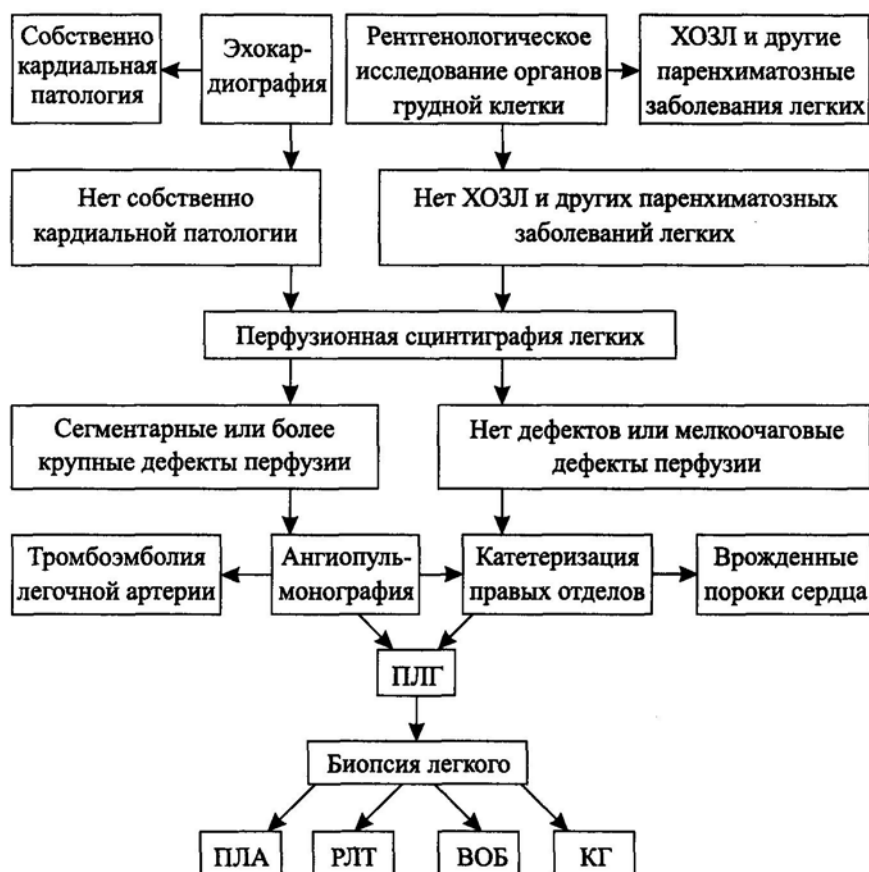 Собственно
кардиальная
патология
Эхокар-
диография
Рентгенологическое
исследование органов
грудной клетки
ХОЗЛ и другие
паренхиматозные
заболевания легких
Нет собственно
кардиальной патологии
Нет ХОЗЛ и других паренхиматозных
заболеваний легких
Перфузионная сцинтиграфия легких
Сегментарные или более
крупные дефекты перфузии
Нет дефектов или мелкоочаговые
дефекты перфузии
Тромбоэмболия
легочной артерии
Ангиопуль-
монография
Катетеризация
правых отделов
Врожденные
пороки сердца
ПЛГ
Биопсия легкого
ПЛА
РЛТ
ВОБ
КГ